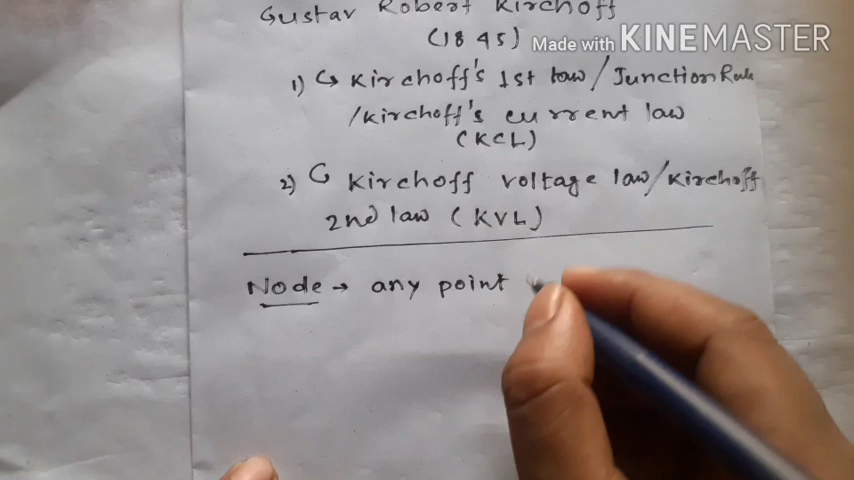 Gustav Robert Kirchoff
(1845)
Made with KINEMASTER
1) ↳ Kirchoff's 1st law / Junction Rule
/Kirchoff's current law
(KCL)
2) ↳ Kirchoff voltage law/Kirchoff
2nd law (KVL)
Node → any point